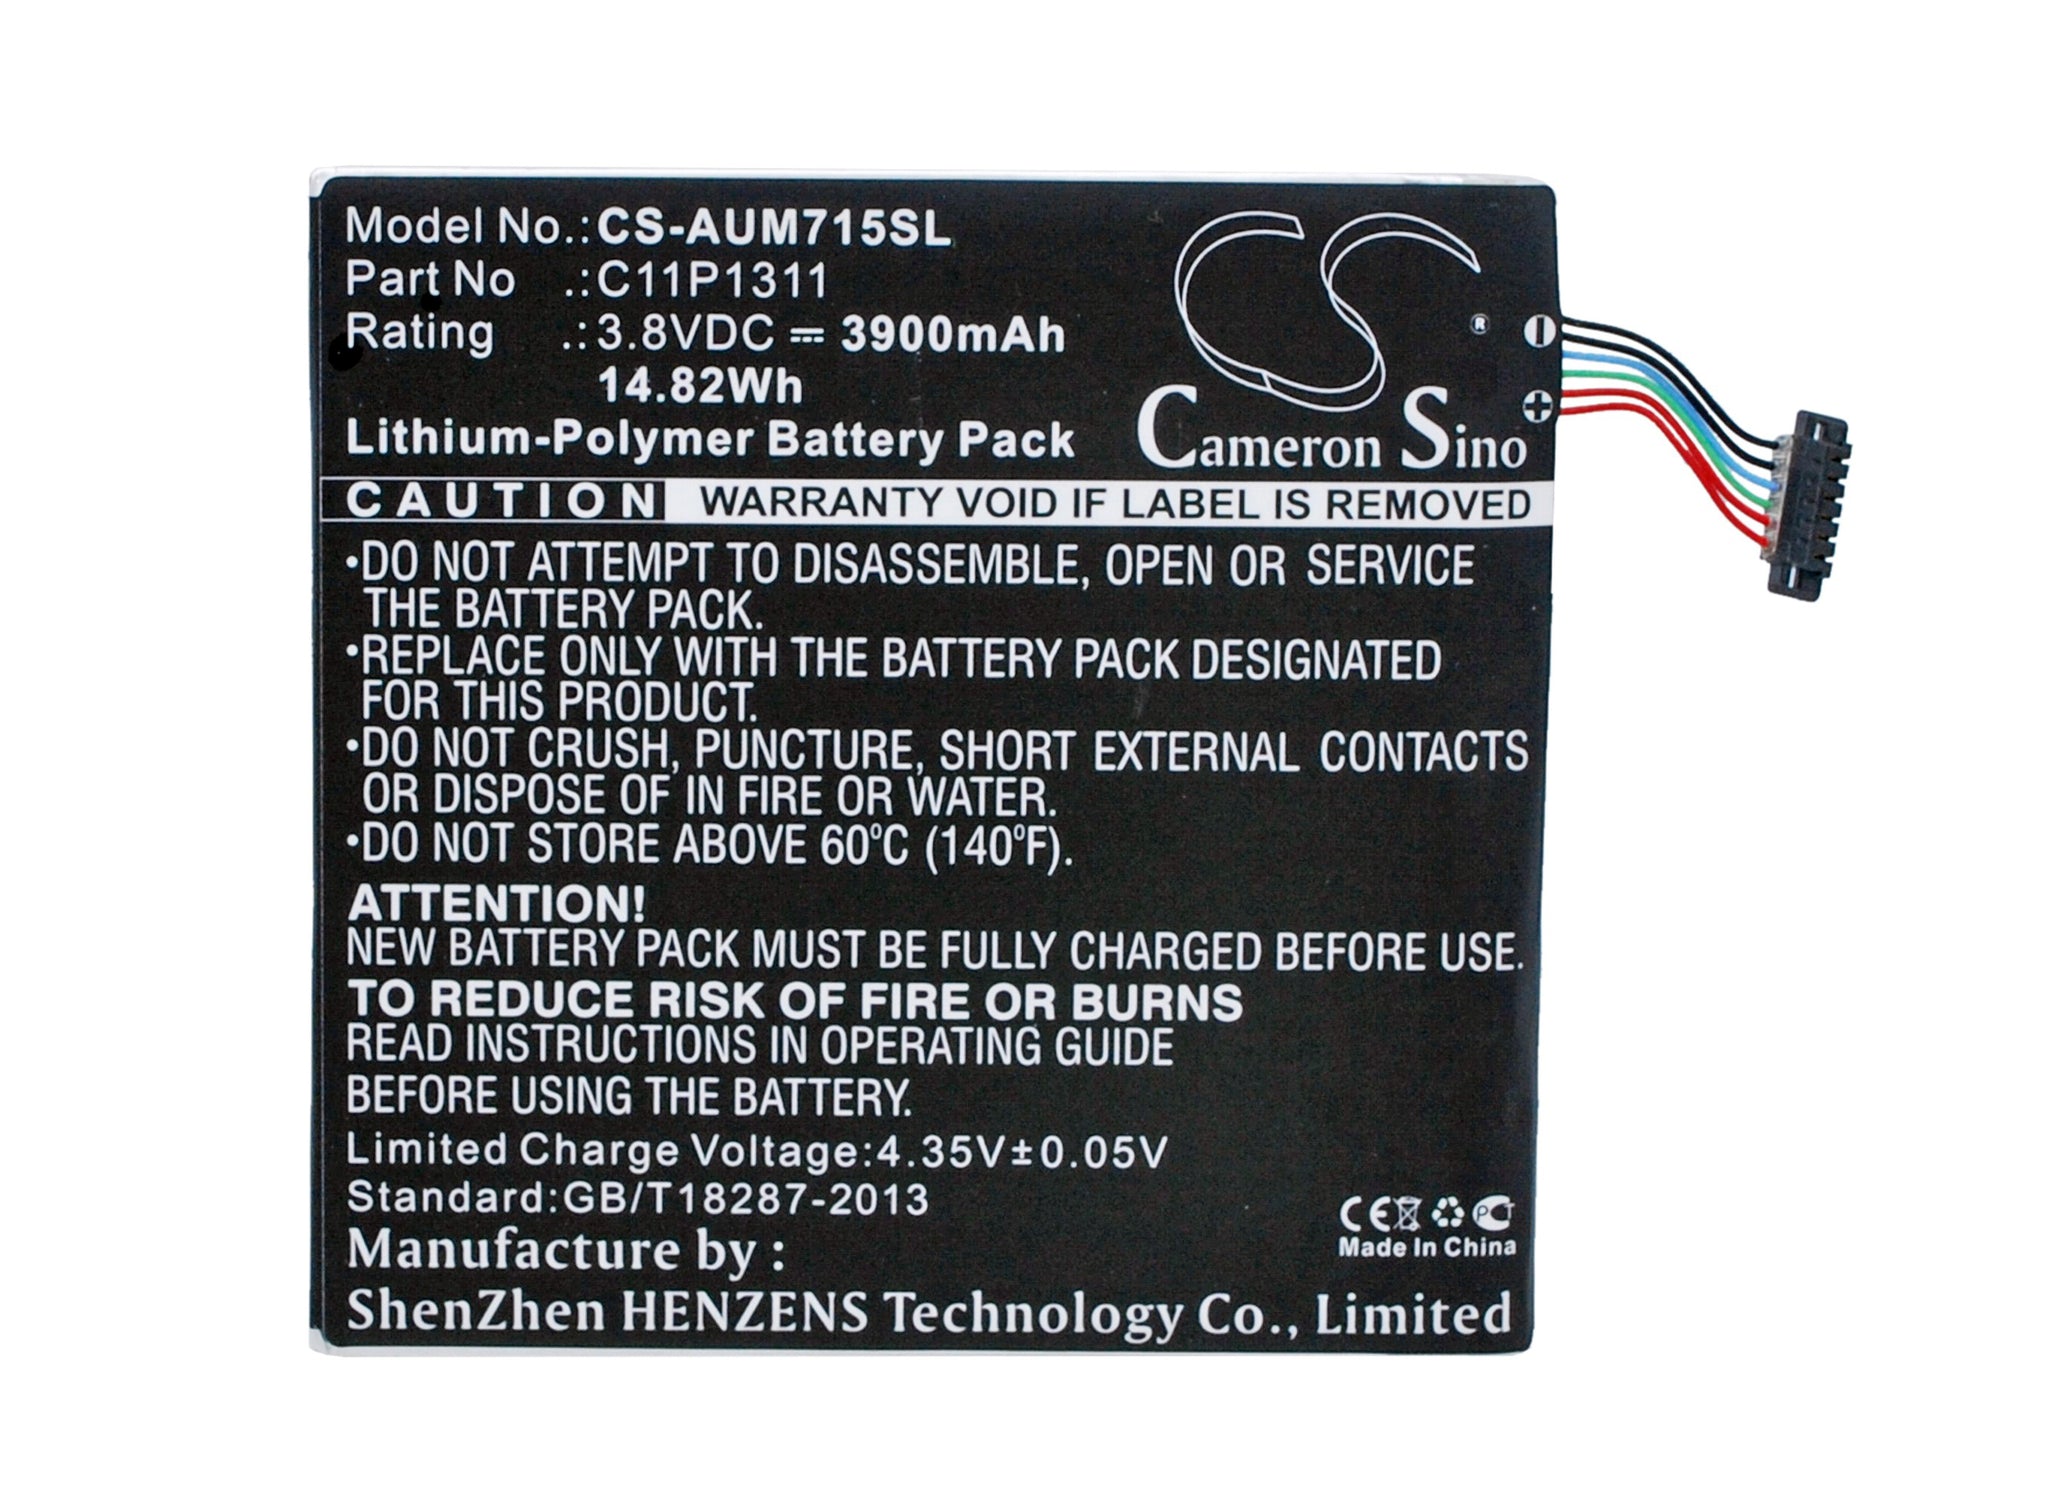 Model No.:CS-AUM715SL
Part No .:C11P1311
Rating .:3.8VDC ⎓ 3900mAh
14.82Wh
Lithium-Polymer Battery Pack
CS
®
Cameron Sino
CAUTION WARRANTY VOID IF LABEL IS REMOVED
•DO NOT ATTEMPT TO DISASSEMBLE, OPEN OR SERVICE
THE BATTERY PACK.
•REPLACE ONLY WITH THE BATTERY PACK DESIGNATED
FOR THIS PRODUCT.
•DO NOT CRUSH, PUNCTURE, SHORT EXTERNAL CONTACTS
OR DISPOSE OF IN FIRE OR WATER.
•DO NOT STORE ABOVE 60ºC (140ºF).
ATTENTION!
NEW BATTERY PACK MUST BE FULLY CHARGED BEFORE USE.
TO REDUCE RISK OF FIRE OR BURNS
READ INSTRUCTIONS IN OPERATING GUIDE
BEFORE USING THE BATTERY.
Limited Charge Voltage:4.35V±0.05V
Standard:GB/T18287-2013
CE PCT
Made In China
Manufacture by :
ShenZhen HENZENS Technology Co., Limited